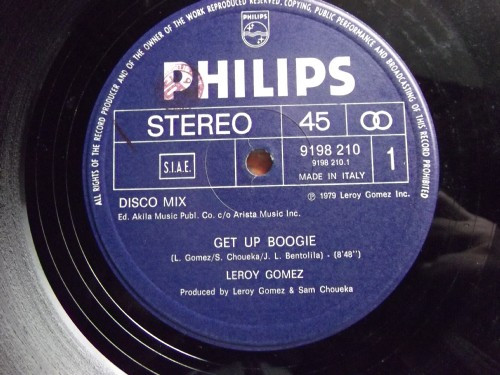 ALL RIGHTS OF THE RECORD PRODUCER AND OF THE OWNER OF THE WORK REPRODUCED RESERVED. COPYING, PUBLIC PERFORMANCE AND BROADCASTING OF THIS RECORD PROHIBITED
PHILIPS
PHILIPS
STEREO 45
9198 210
9198 210.1
MADE IN ITALY
1
S.I.A.E.
DISCO MIX
℗ 1979 Leroy Gomez Inc.
Ed. Akila Music Publ. Co. c/o Arista Music Inc.
GET UP BOOGIE
(L. Gomez/S. Choueka/J. L. Bentolila) - (8'48")
LEROY GOMEZ
Produced by Leroy Gomez & Sam Choueka